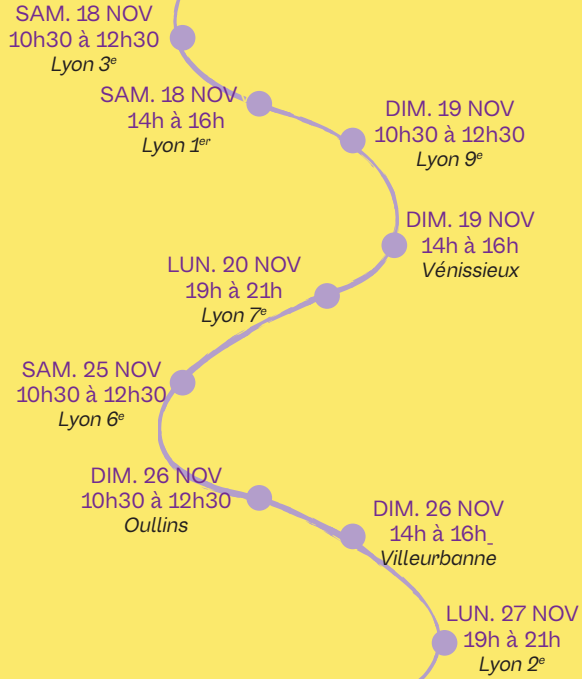 SAM. 18 NOV
10h30 à 12h30
Lyon 3e
SAM. 18 NOV
14h à 16h
Lyon 1er
DIM. 19 NOV
10h30 à 12h30
Lyon 9e
DIM. 19 NOV
14h à 16h
Vénissieux
LUN. 20 NOV
19h à 21h
Lyon 7e
SAM. 25 NOV
10h30 à 12h30
Lyon 6e
DIM. 26 NOV
10h30 à 12h30
Oullins
DIM. 26 NOV
14h à 16h
Villeurbanne
LUN. 27 NOV
19h à 21h
Lyon 2e